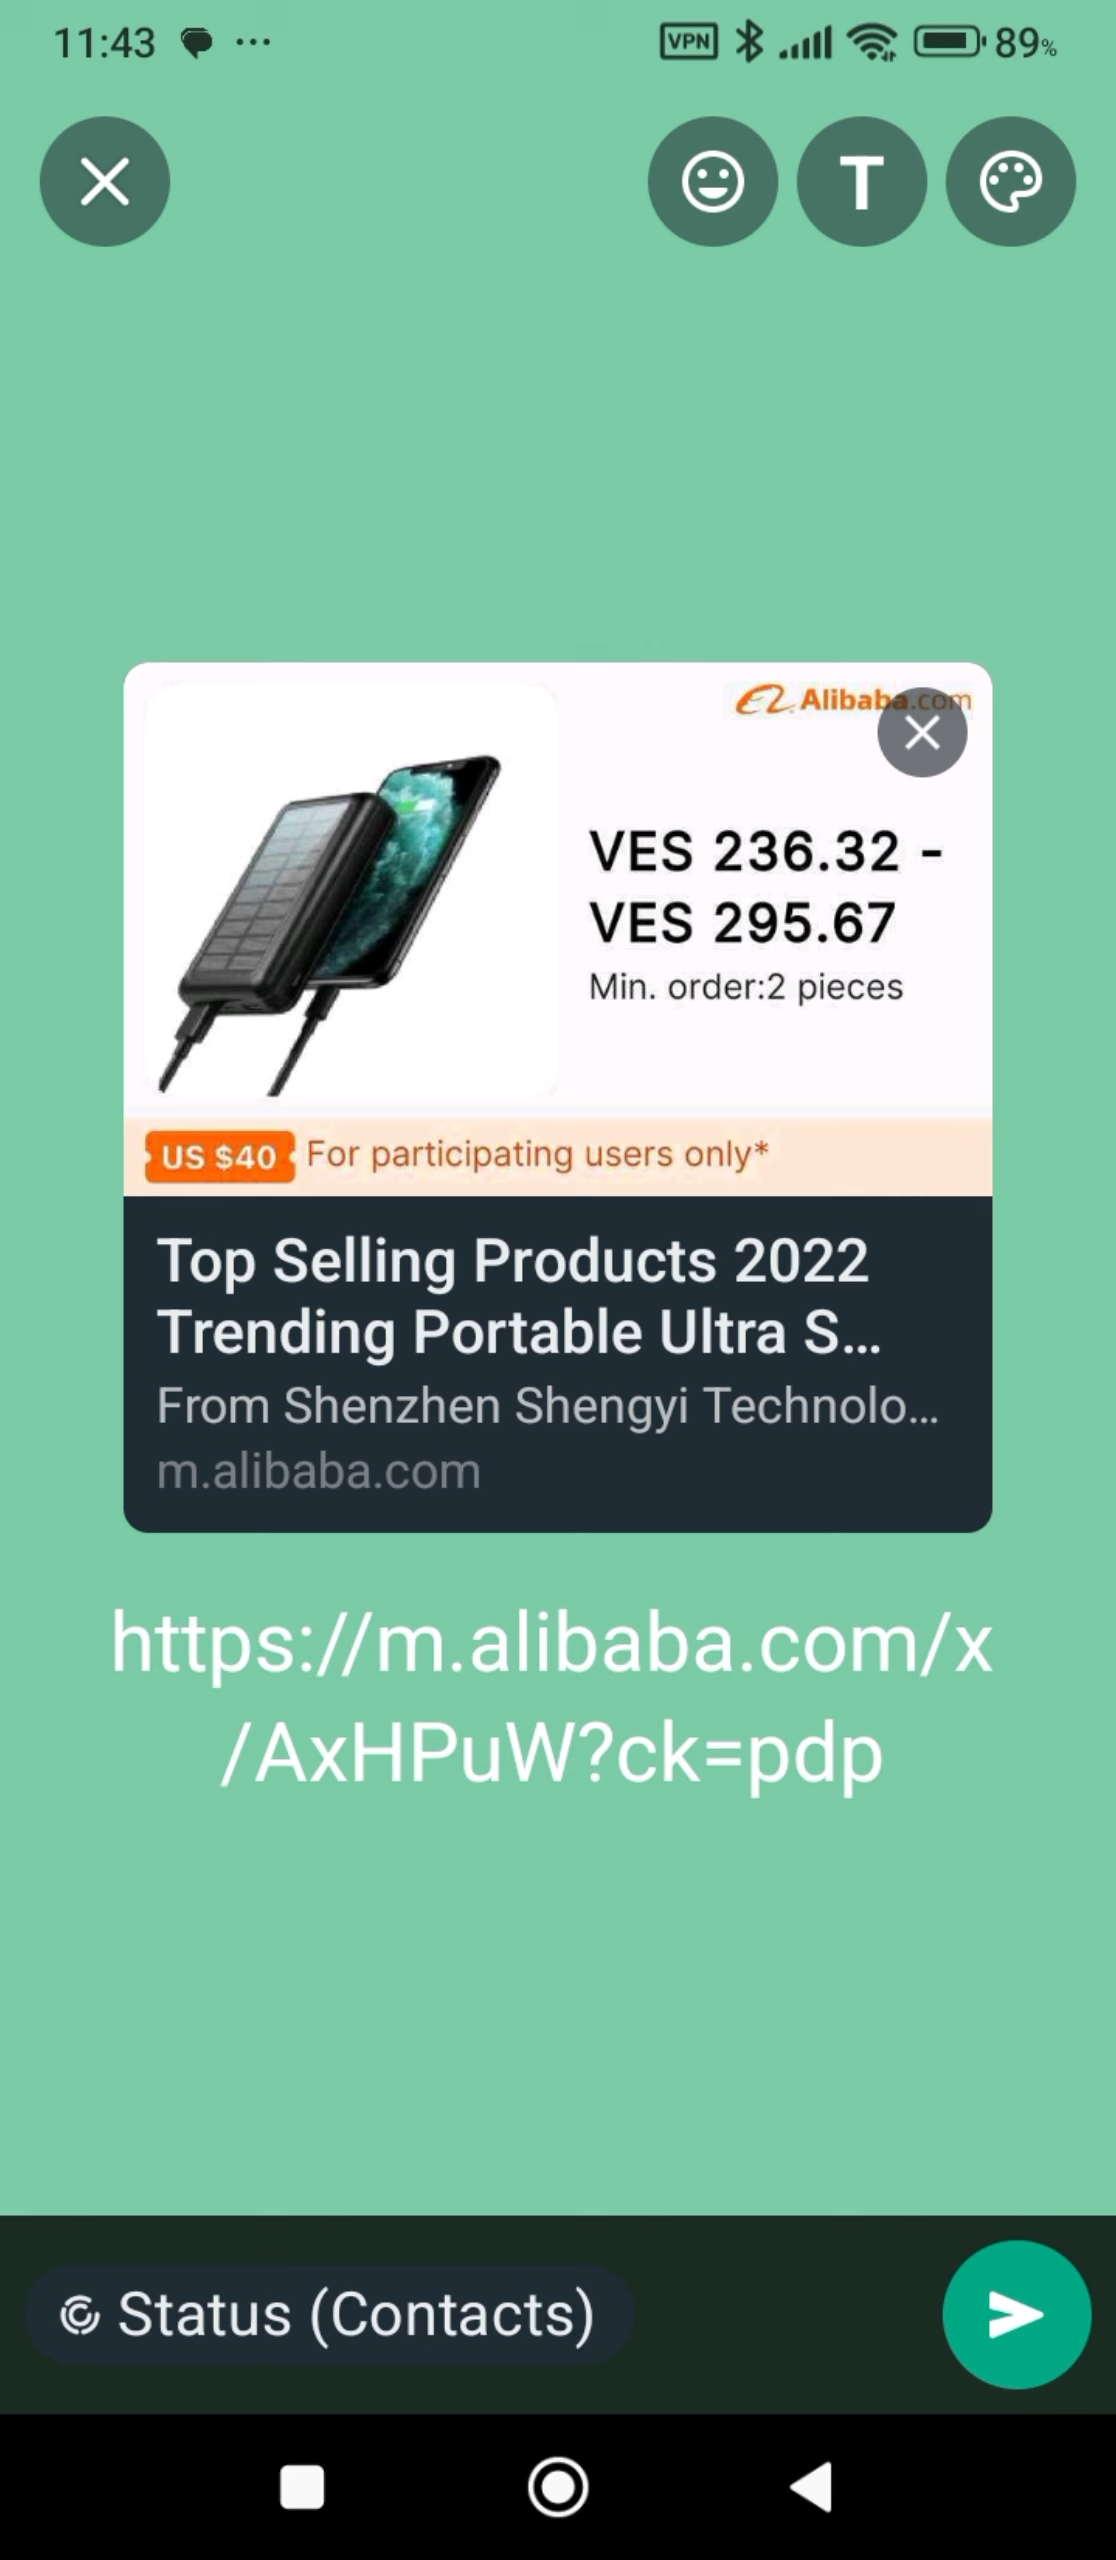 11:43 ... VPN 89%
T
Alibaba.com
VES 236.32 -
VES 295.67
Min. order:2 pieces
US $40 For participating users only*
Top Selling Products 2022
Trending Portable Ultra S...
From Shenzhen Shengyi Technolo...
m.alibaba.com
https://m.alibaba.com/x
/AxHPuW?ck=pdp
Status (Contacts)